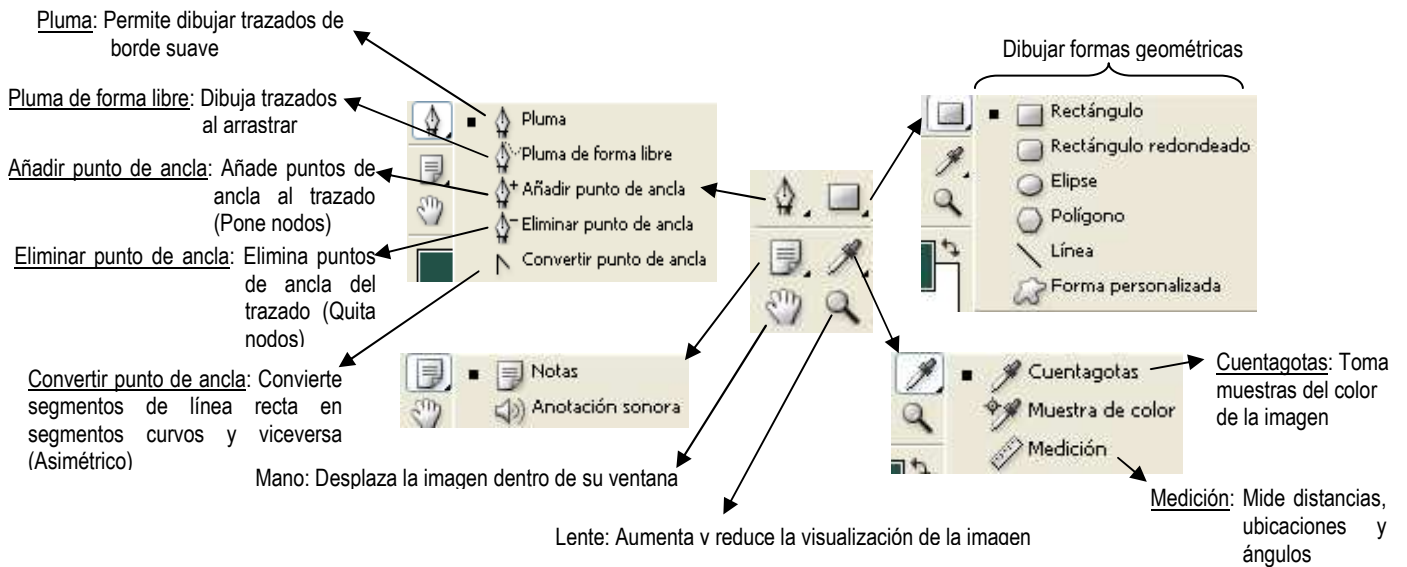 Pluma: Permite dibujar trazados de
borde suave
Pluma de forma libre: Dibuja trazados
al arrastrar
Añadir punto de ancla: Añade puntos de
ancla al trazado
(Pone nodos)
Eliminar punto de ancla: Elimina puntos
de ancla del
trazado (Quita
nodos)
Convertir punto de ancla: Convierte
segmentos de línea recta en
segmentos curvos y viceversa
(Asimétrico)
Pluma
Pluma de forma libre
Añadir punto de ancla
Eliminar punto de ancla
Convertir punto de ancla
Notas
Anotación sonora
Mano: Desplaza la imagen dentro de su ventana
Lente: Aumenta y reduce la visualización de la imagen
Dibujar formas geométricas
Rectángulo
Rectángulo redondeado
Elipse
Polígono
Línea
Forma personalizada
Cuentagotas
Muestra de color
Medición
Cuentagotas: Toma
muestras del color
de la imagen
Medición: Mide distancias,
ubicaciones y
ángulos